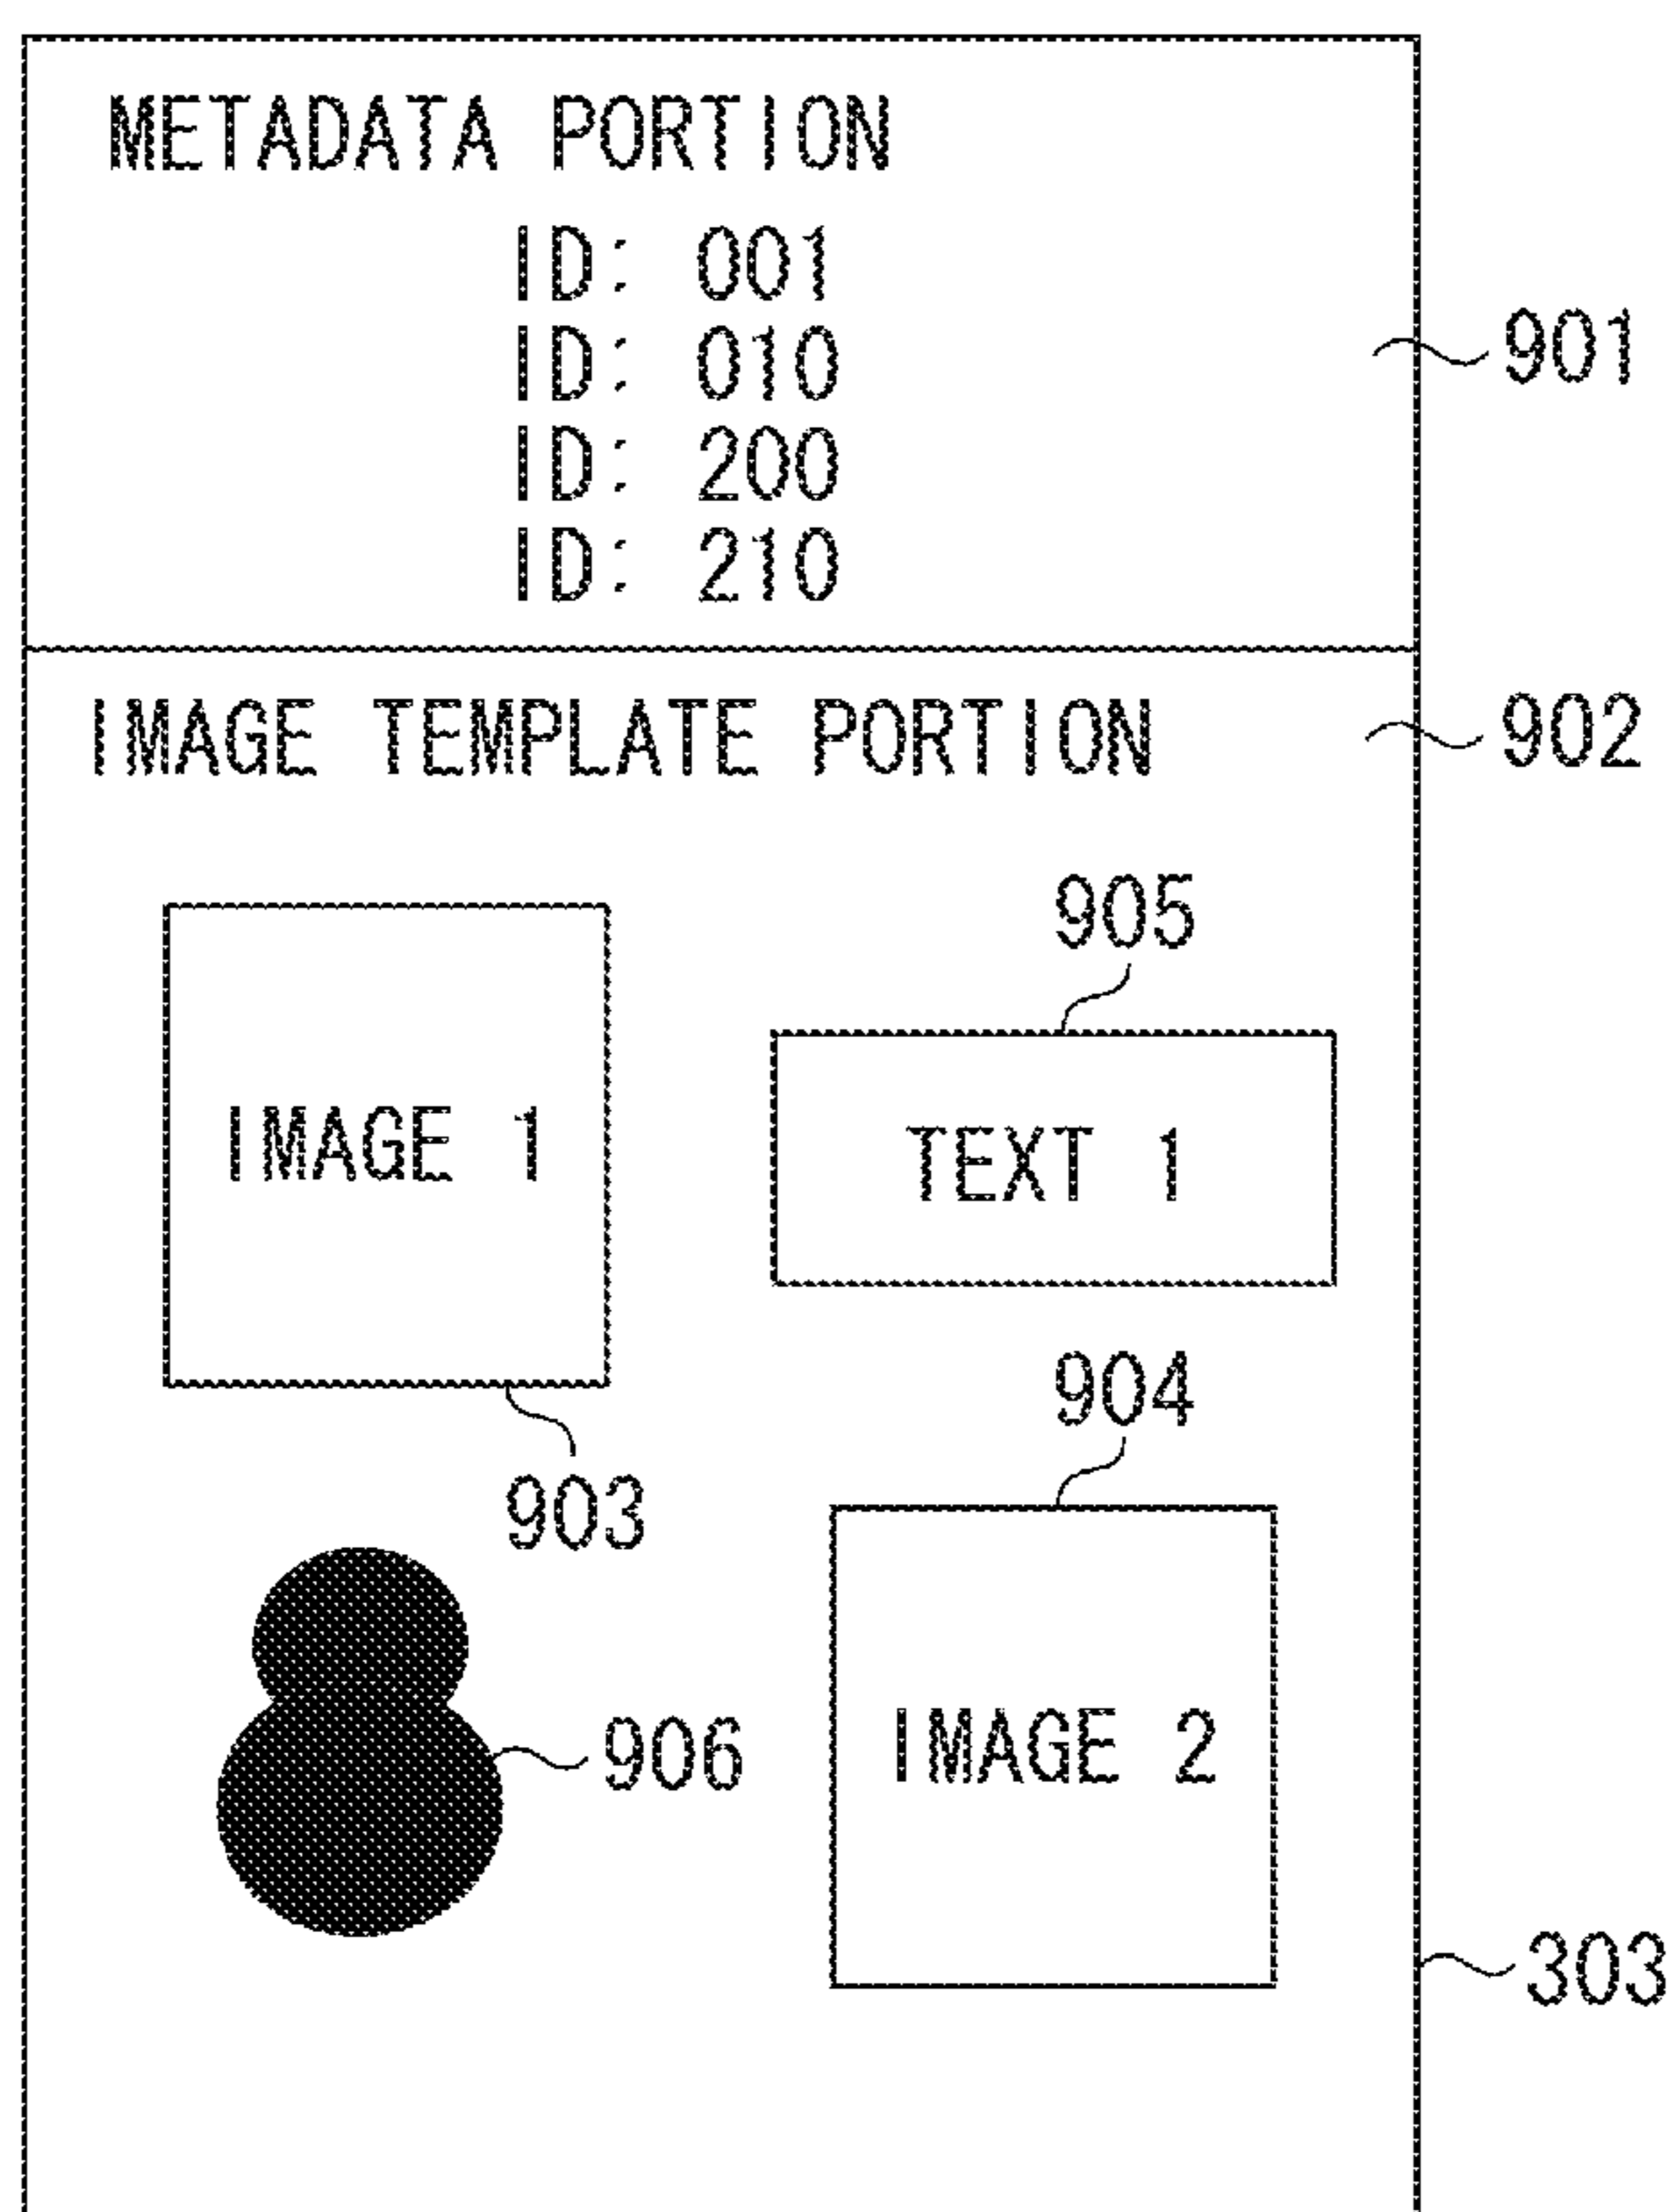 METADATA PORTION
ID: 001
ID: 010
901
ID: 200
ID: 210
IMAGE TEMPLATE PORTION
902
905
IMAGE 1
TEXT 1
904
903
906
IMAGE 2
303